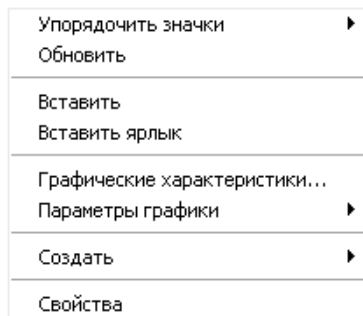 Упорядочить значки
Обновить
Вставить
Вставить ярлык
Графические характеристики...
Параметры графики
Создать
Свойства